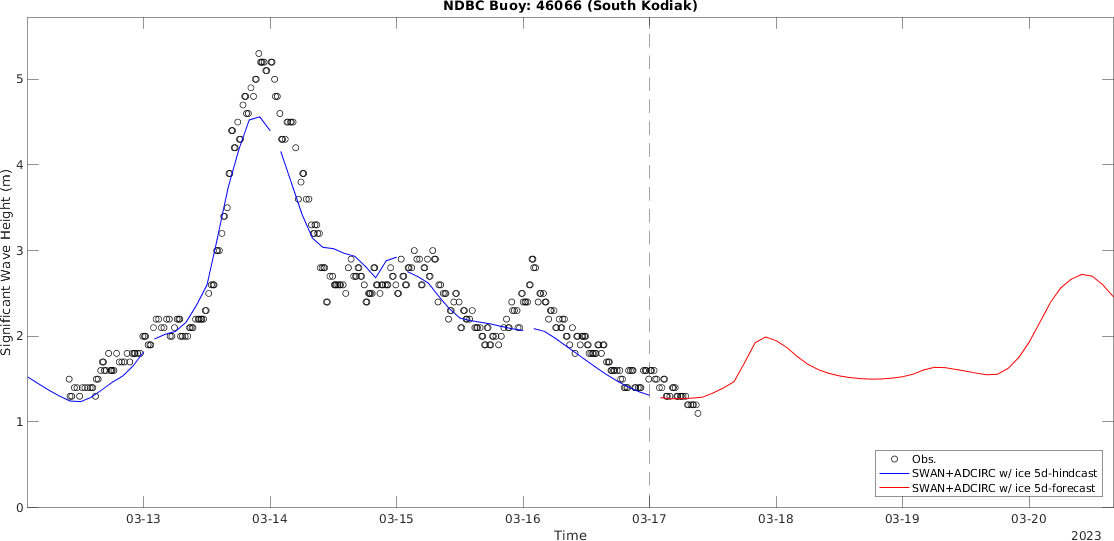 NDBC Buoy: 46066 (South Kodiak)
Significant Wave Height (m)
5
4
3
2
1
0
03-13
03-14
03-15
03-16
03-17
03-18
03-19
03-20
Time
2023
Obs.
SWAN+ADCIRC w/ ice 5d-hindcast
SWAN+ADCIRC w/ ice 5d-forecast